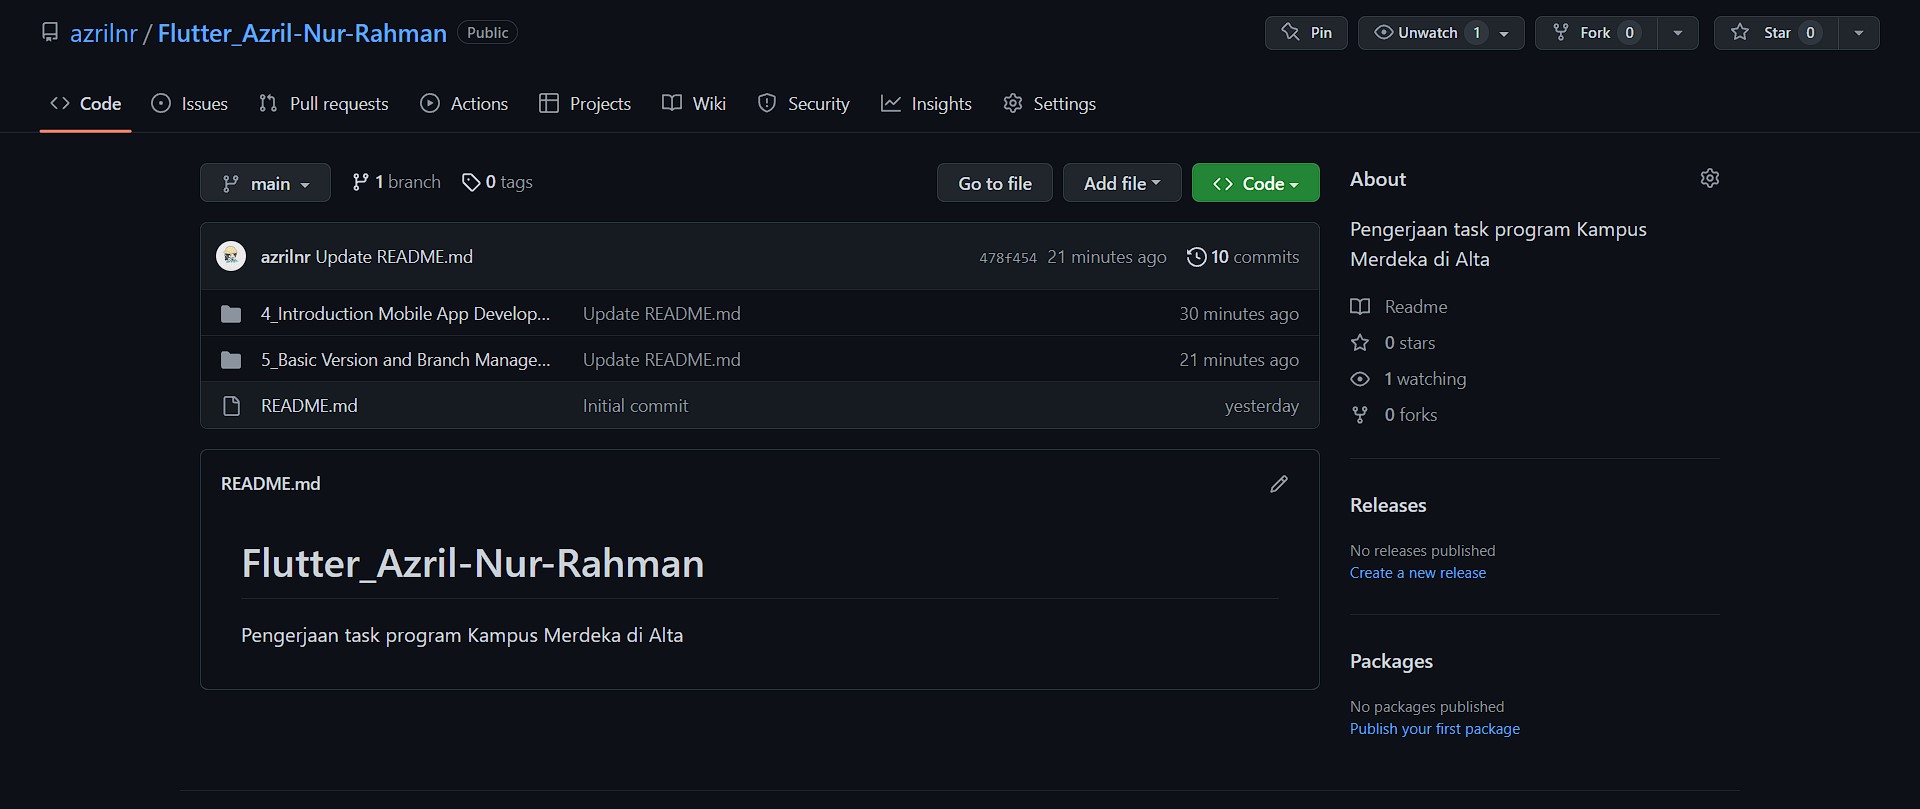 azrilnr / Flutter_Azril-Nur-Rahman Public Pin Unwatch 1 Fork 0 Star 0
Code Issues Pull requests Actions Projects Wiki Security Insights Settings
main 1 branch 0 tags Go to file Add file Code
azrilnr Update README.md 478f454 21 minutes ago 10 commits
4_Introduction Mobile App Develop... Update README.md 30 minutes ago
5_Basic Version and Branch Manage... Update README.md 21 minutes ago
README.md Initial commit yesterday
README.md
Flutter_Azril-Nur-Rahman
Pengerjaan task program Kampus Merdeka di Alta
About
Pengerjaan task program Kampus
Merdeka di Alta
Readme
0 stars
1 watching
0 forks
Releases
No releases published
Create a new release
Packages
No packages published
Publish your first package